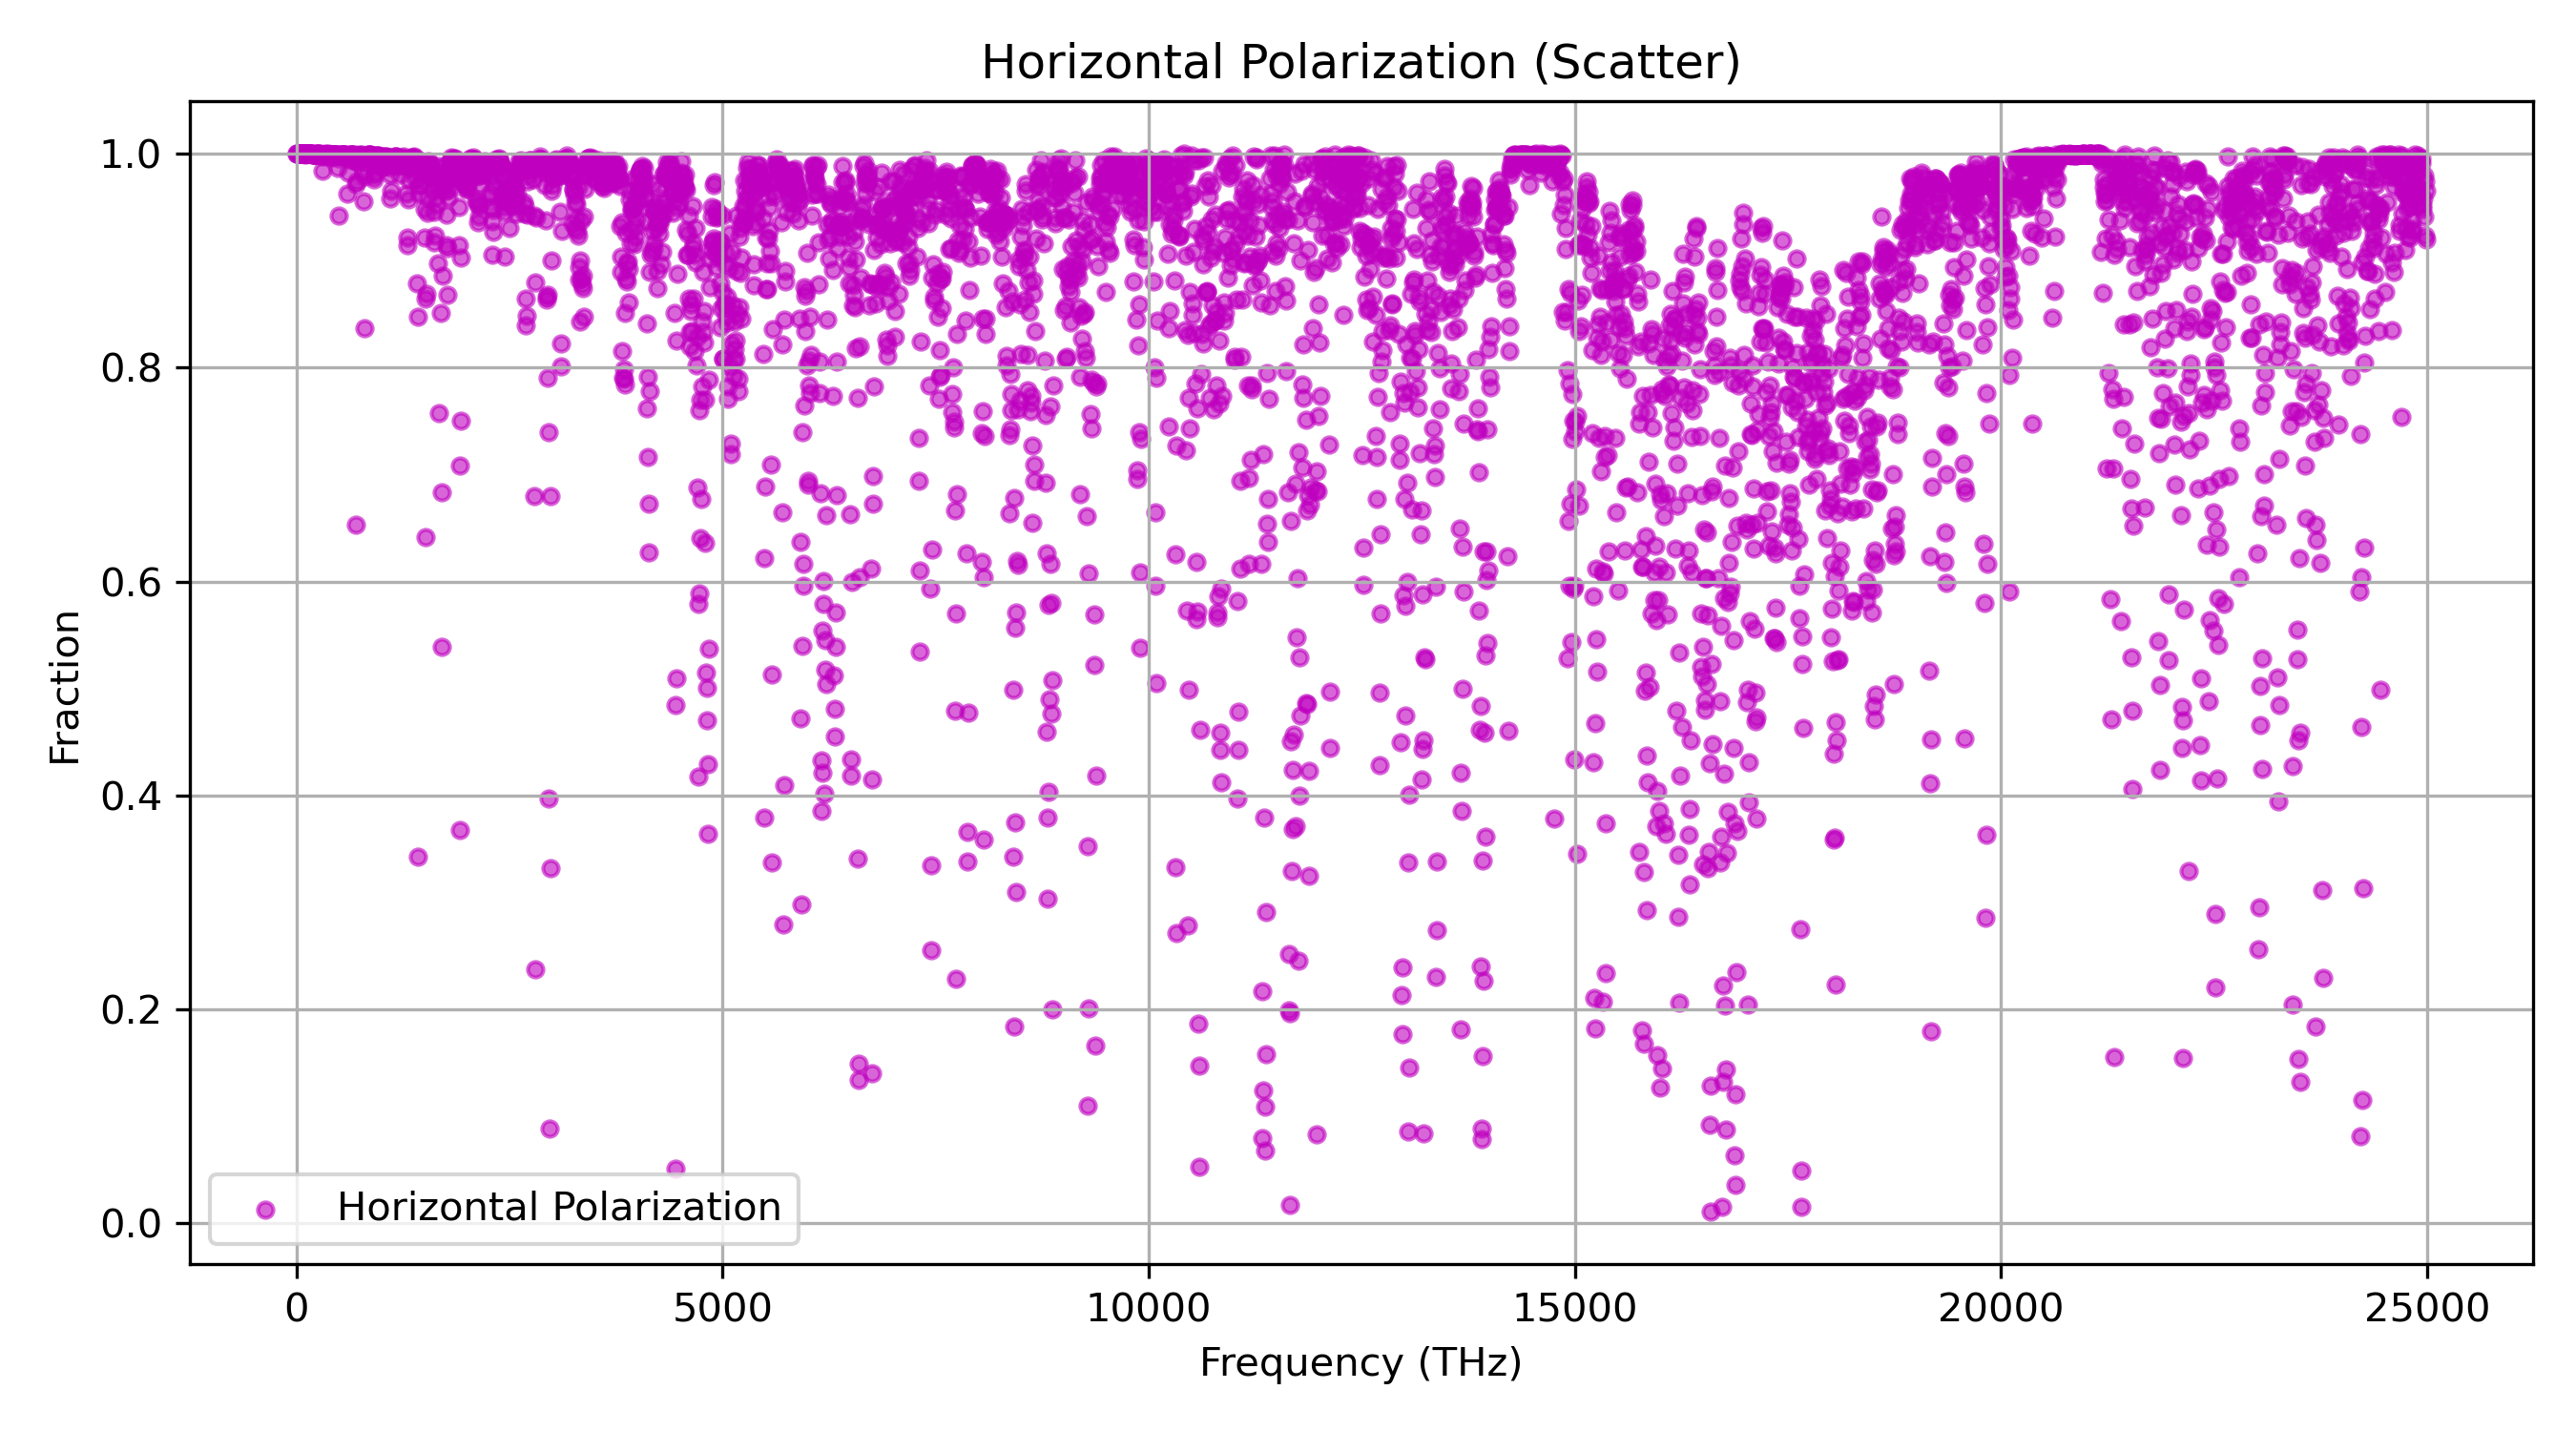 Horizontal Polarization (Scatter)
1.0
0.8
0.6
0.4
0.2
0.0
Fraction
Horizontal Polarization
0 5000 10000 15000 20000 25000
Frequency (THz)